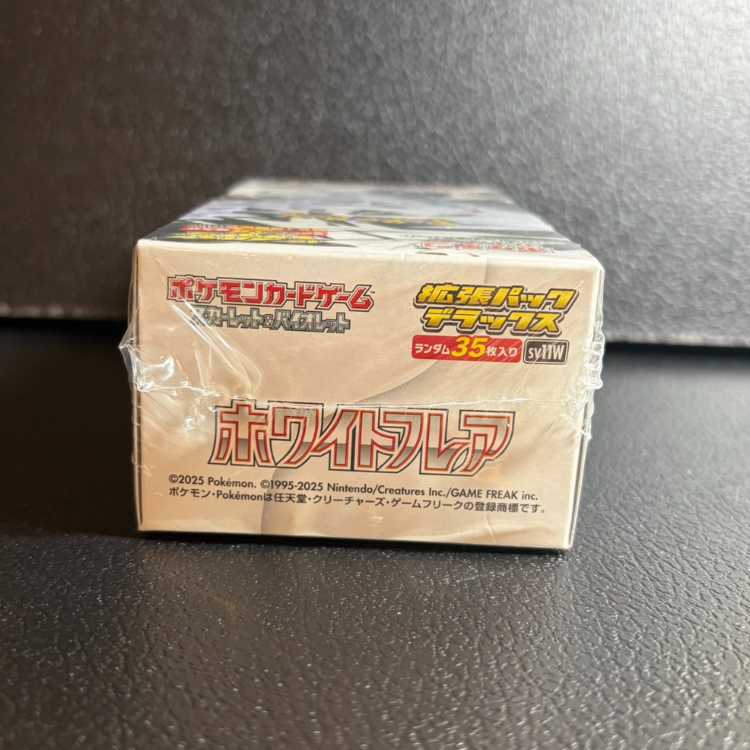 ポケモンカードゲーム
スカーレット&バイオレット
拡張パック
デラックス
ランダム35枚入り sv11W
ホワイトフレア
©2025 Pokémon. ©1995-2025 Nintendo/Creatures Inc./GAME FREAK inc.
ポケモン・Pokémonは任天堂・クリーチャーズ・ゲームフリークの登録商標です。